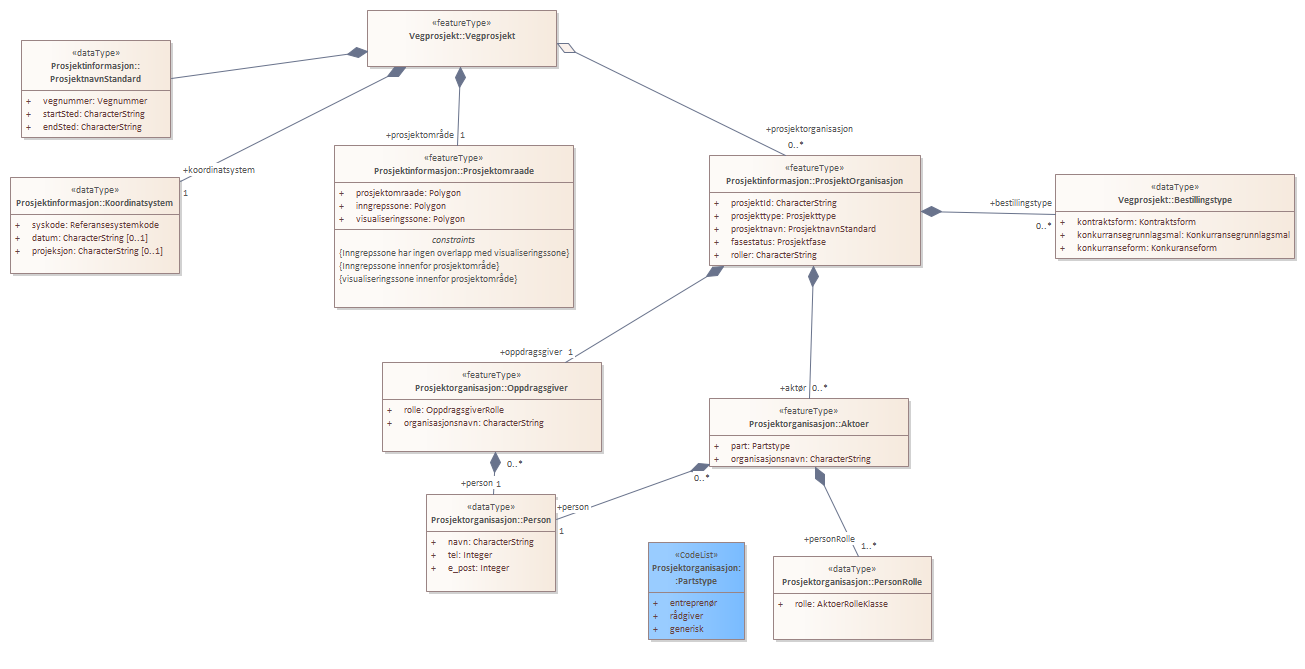 «featureType»
Vegprosjekt::Vegprosjekt
«dataType»
Prosjektinformasjon::
ProsjektnavnStandard
+ vegnummer: Vegnummer
+ startSted: CharacterString
+ endSted: CharacterString
+prosjektområde 1
+prosjektorganisasjon
0..*
+koordinatsystem
1
«dataType»
Prosjektinformasjon::Koordinatsystem
+ syskode: Referansesystemkode
+ datum: CharacterString [0..1]
+ projeksjon: CharacterString [0..1]
«featureType»
Prosjektinformasjon::Prosjektomraade
+ prosjektomraade: Polygon
+ inngrepssone: Polygon
+ visualiseringssone: Polygon
constraints
{Inngrepssone har ingen overlapp med visualiseringssone}
{Inngrepssone innenfor prosjektområde}
{visualiseringssone innenfor prosjektområde}
«featureType»
Prosjektinformasjon::ProsjektOrganisasjon
+ prosjektId: CharacterString
+ prosjekttype: Prosjekttype
+ prosjektnavn: ProsjektnavnStandard
+ fasestatus: Prosjektfase
+ roller: CharacterString
+bestillingstype
0..*
«dataType»
Vegprosjekt::Bestillingstype
+ kontraktsform: Kontraktsform
+ konkurransegrunnlagsmal: Konkurransegrunnlagsmal
+ konkurranseform: Konkuranseform
+oppdragsgiver 1
«featureType»
Prosjektorganisasjon::Oppdragsgiver
+ rolle: OppdragsgiverRolle
+ organisasjonsnavn: CharacterString
+aktør 0..*
«featureType»
Prosjektorganisasjon::Aktoer
+ part: Partstype
+ organisasjonsnavn: CharacterString
0..*
+person 1
0..*
+person
1
«dataType»
Prosjektorganisasjon::Person
+ navn: CharacterString
+ tel: Integer
+ e_post: Integer
«CodeList»
Prosjektorganisasjon:
:Partstype
+ entreprenør
+ rådgiver
+ generisk
+personRolle
1..*
«dataType»
Prosjektorganisasjon::PersonRolle
+ rolle: AktoerRolleKlasse